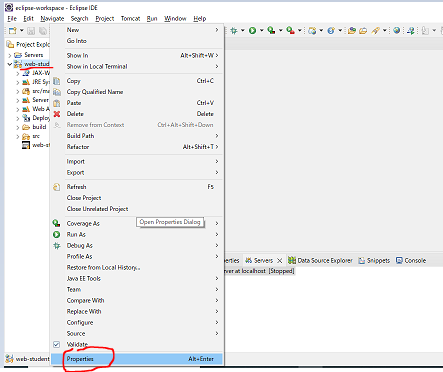 eclipse-workspace - Eclipse IDE
File Edit Navigate Search Project Tomcat Run Window Help
Project Explo
Servers
web-stud
JAX-W
JRE Sy
src/ma
Server
Web A
Deploy
build
src
web-st
New
Go Into
Show In Alt+Shift+W
Show in Local Terminal
Copy Ctrl+C
Copy Qualified Name
Paste Ctrl+V
Delete Delete
Remove from Context Ctrl+Alt+Shift+Down
Build Path
Refactor Alt+Shift+T
Import
Export
Refresh F5
Close Project
Close Unrelated Project
Coverage As
Open Properties Dialog
Run As
Debug As
Profile As
Restore from Local History...
Java EE Tools
Team
Compare With
Replace With
Configure
Source
Validate
Properties Alt+Enter
perties Servers Data Source Explorer Snippets Console
rver at localhost [Stopped]
web-student